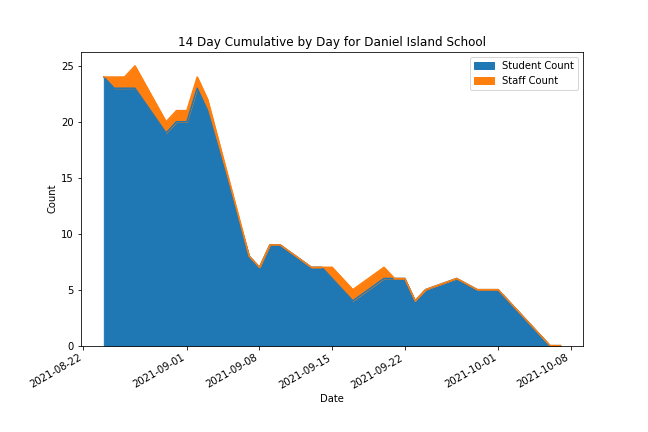 14 Day Cumulative by Day for Daniel Island School
Student Count
Staff Count
25
20
15
10
5
0
Count
2021-08-22
2021-09-01
2021-09-08
2021-09-15
2021-09-22
2021-10-01
2021-10-08
Date